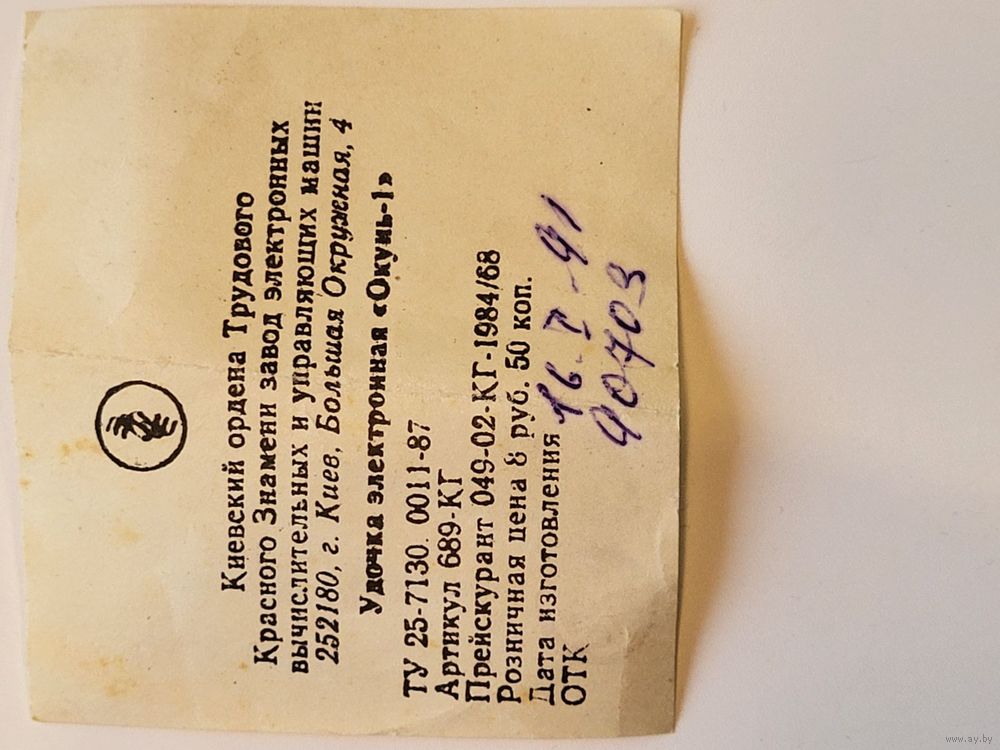 Киевский ордена Трудового
Красного Знамени завод электронных
вычислительных и управляющих машин
252180, г. Киев, Большая Окружная, 4
Удочка электронная «Окунь-1»
ТУ 25-7130. 0011-87
Артикул 689-КГ
Прейскурант 049-02-КГ-1984/68
Розничная цена 8 руб. 50 коп.
Дата изготовления 16. I -91
ОТК 90703
www.ay.by